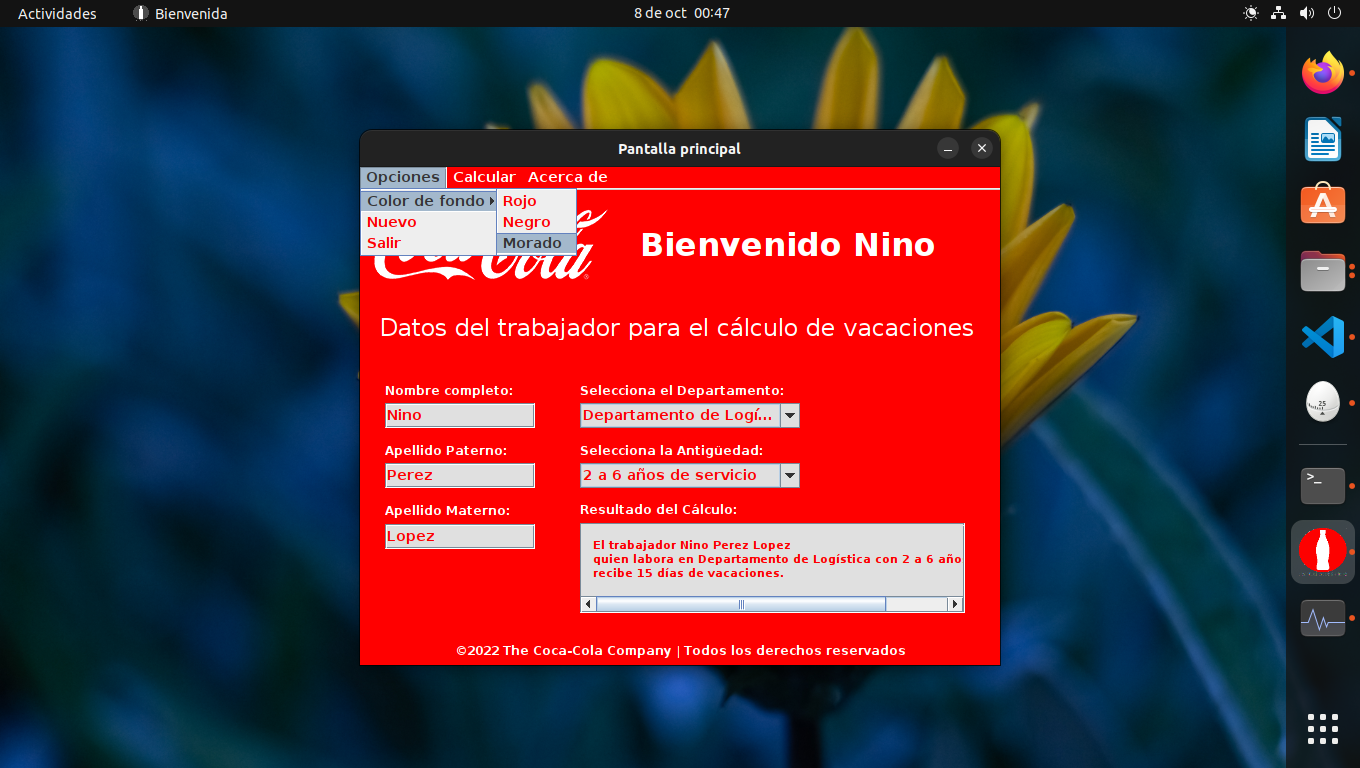 Actividades Bienvenida 8 de oct 00:47
Pantalla principal
Opciones Calcular Acerca de
Color de fondo Rojo
Nuevo Negro
Salir Morado
Coca Cola
Bienvenido Nino
Datos del trabajador para el cálculo de vacaciones
Nombre completo: Selecciona el Departamento:
Nino Departamento de Logí...
Apellido Paterno: Selecciona la Antigüedad:
Perez 2 a 6 años de servicio
Apellido Materno: Resultado del Cálculo:
Lopez
El trabajador Nino Perez Lopez
quien labora en Departamento de Logística con 2 a 6 año
recibe 15 días de vacaciones.
©2022 The Coca-Cola Company | Todos los derechos reservados
25
>_